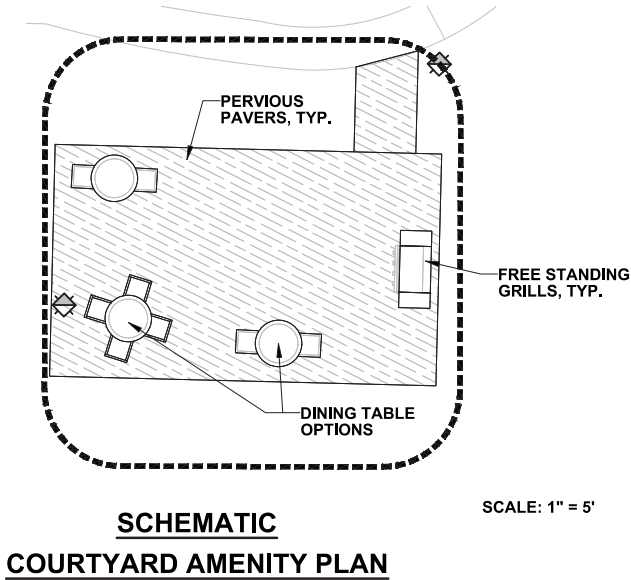 PERVIOUS
PAVERS, TYP.
FREE STANDING
GRILLS, TYP.
DINING TABLE
OPTIONS
SCALE: 1" = 5'
SCHEMATIC
COURTYARD AMENITY PLAN